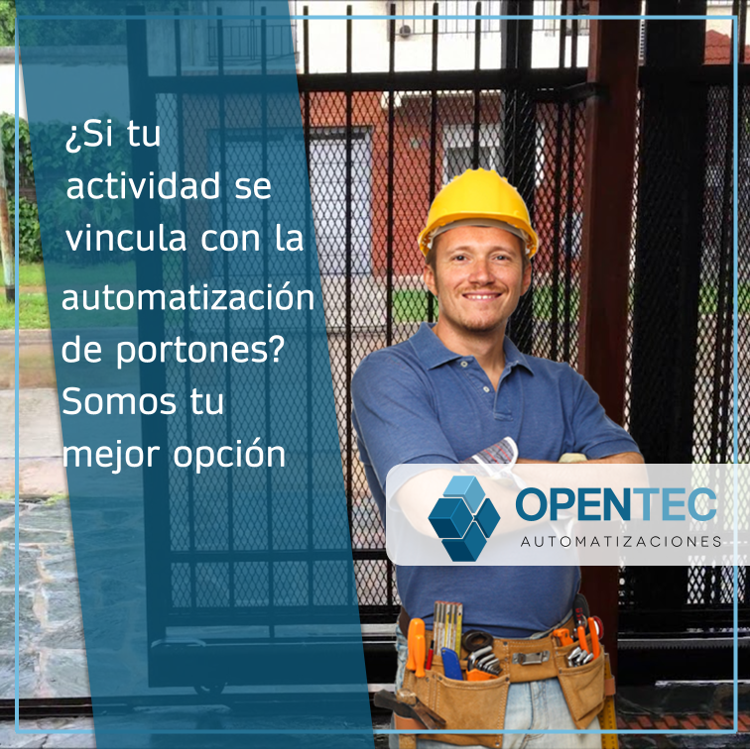 ¿Si tu
actividad se
vincula con la
automatización
de portones?
Somos tu
mejor opción
OPENTEC
AUTOMATIZACIONES